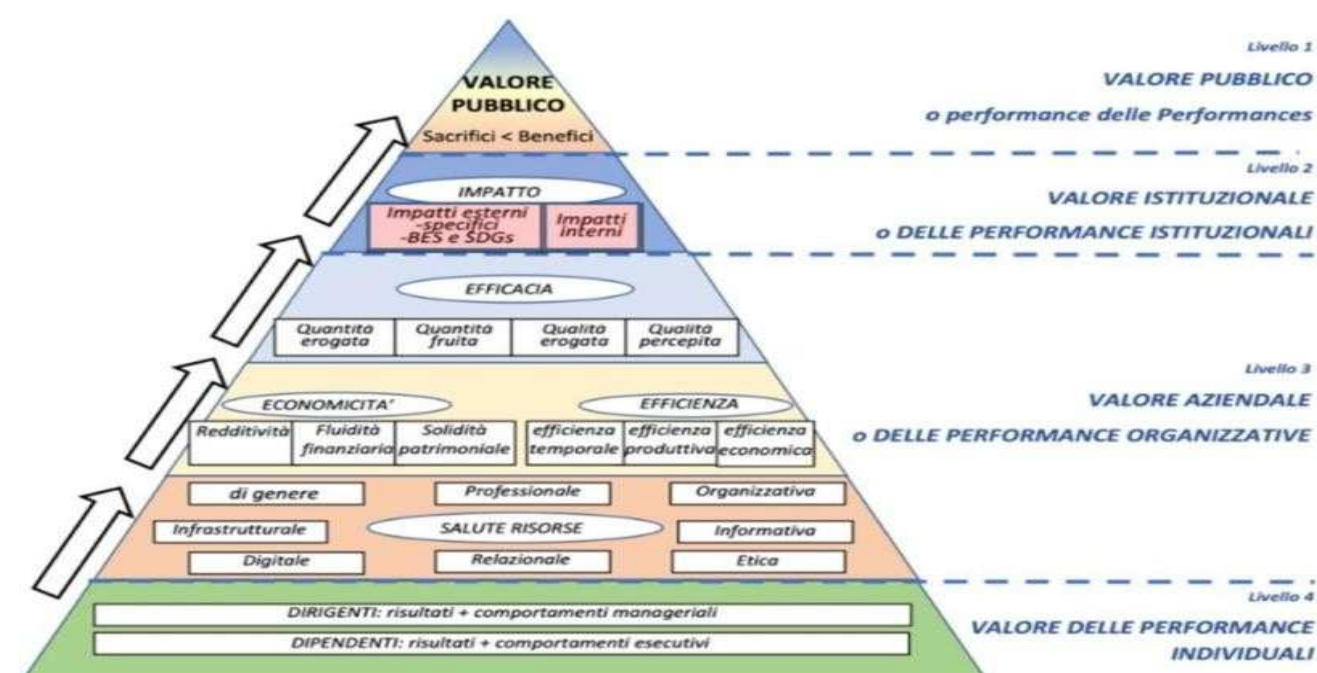 Livello 1
VALORE PUBBLICO
o performance delle Performances
VALORE
PUBBLICO
Sacrifici < Benefici
Livello 2
VALORE ISTITUZIONALE
o DELLE PERFORMANCE ISTITUZIONALI
IMPATTO
Impatti esterni
-specifici
-BES e SDGs
Impatti
interni
EFFICACIA
Quantità
erogata
Quantità
fruita
Qualità
erogata
Qualità
percepita
Livello 3
VALORE AZIENDALE
o DELLE PERFORMANCE ORGANIZZATIVE
ECONOMICITA'
EFFICIENZA
Redditività
Fluidità
finanziaria
Solidità
patrimoniale
efficienza
temporale
efficienza
produttiva
efficienza
economica
di genere
Professionale
Organizzativa
Infrastrutturale
SALUTE RISORSE
Informativa
Digitale
Relazionale
Etica
Livello 4
VALORE DELLE PERFORMANCE
INDIVIDUALI
DIRIGENTI: risultati + comportamenti manageriali
DIPENDENTI: risultati + comportamenti esecutivi